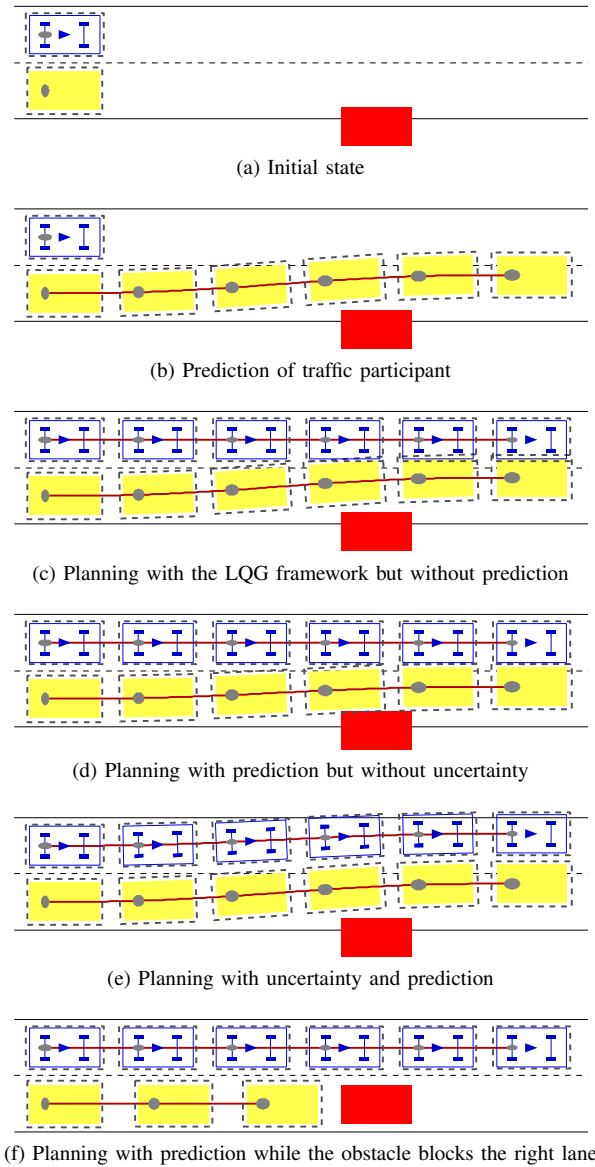 (a) Initial state
(b) Prediction of traffic participant
(c) Planning with the LQG framework but without prediction
(d) Planning with prediction but without uncertainty
(e) Planning with uncertainty and prediction
(f) Planning with prediction while the obstacle blocks the right lane